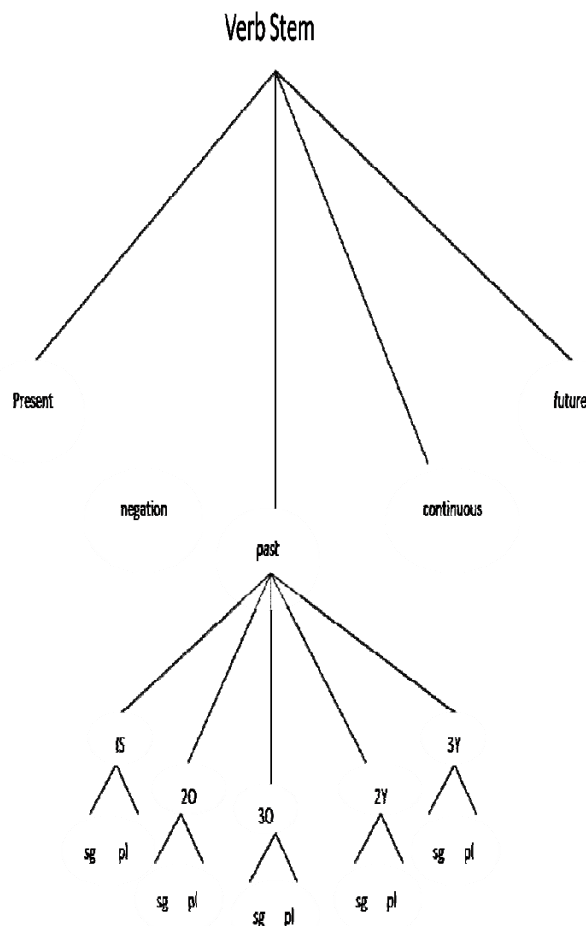 Verb Stem
Present future
negation continuous
past
IS 3Y
2O 2Y
3O
sg pl sg pl
sg pl sg pl
sg pl